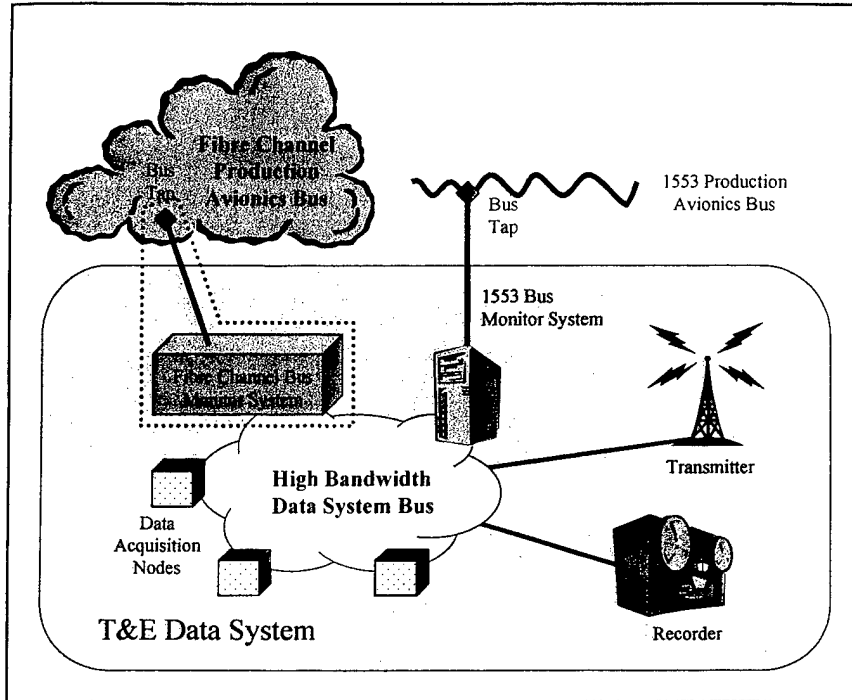 Fibre Channel
Production
Avionics Bus
Bus
Tap
1553 Production
Avionics Bus
Bus
Tap
1553 Bus
Monitor System
Fibre Channel Bus
Monitor System
High Bandwidth
Data System Bus
Transmitter
Data
Acquisition
Nodes
Recorder
T&E Data System